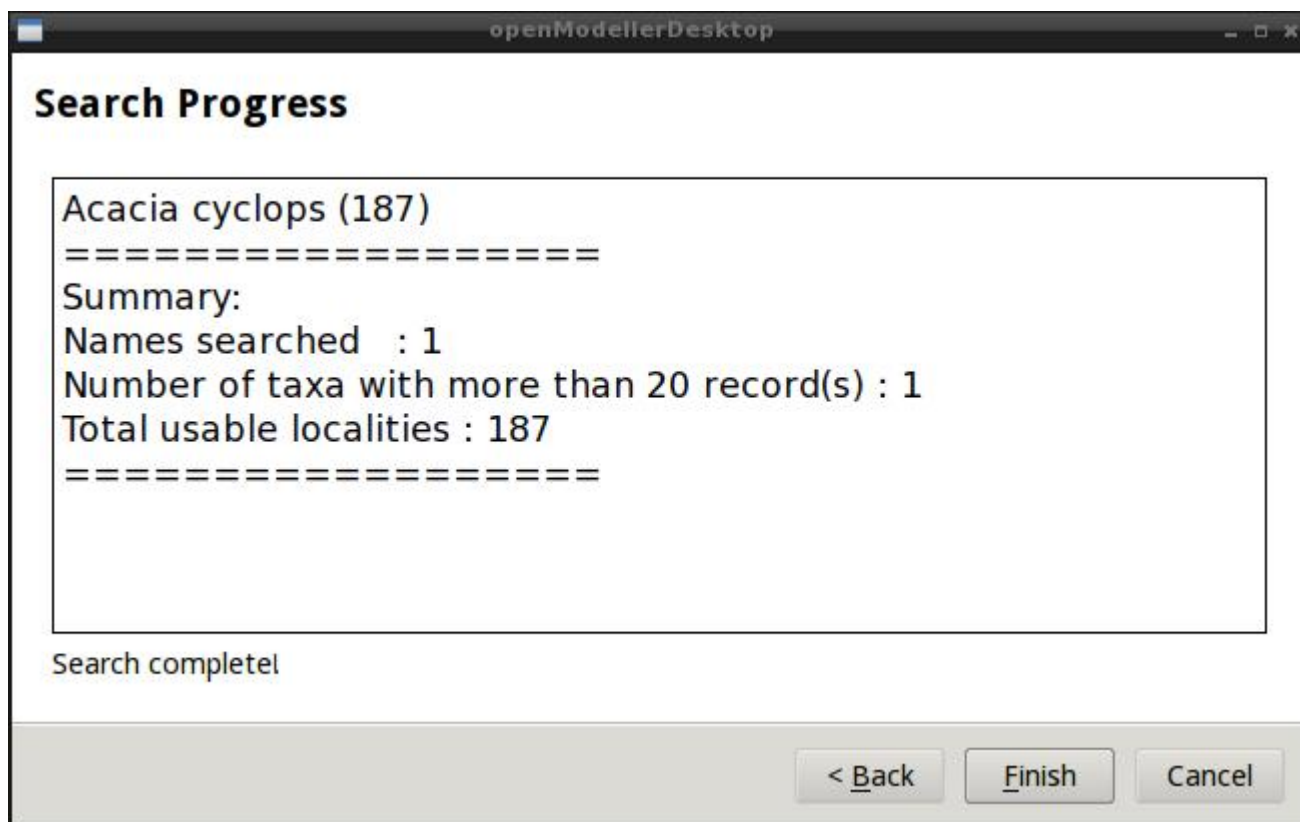 openModellerDesktop
Search Progress
Acacia cyclops (187)
==================
Summary:
Names searched   : 1
Number of taxa with more than 20 record(s) : 1
Total usable localities : 187
==================
Search complete!
< Back Finish Cancel